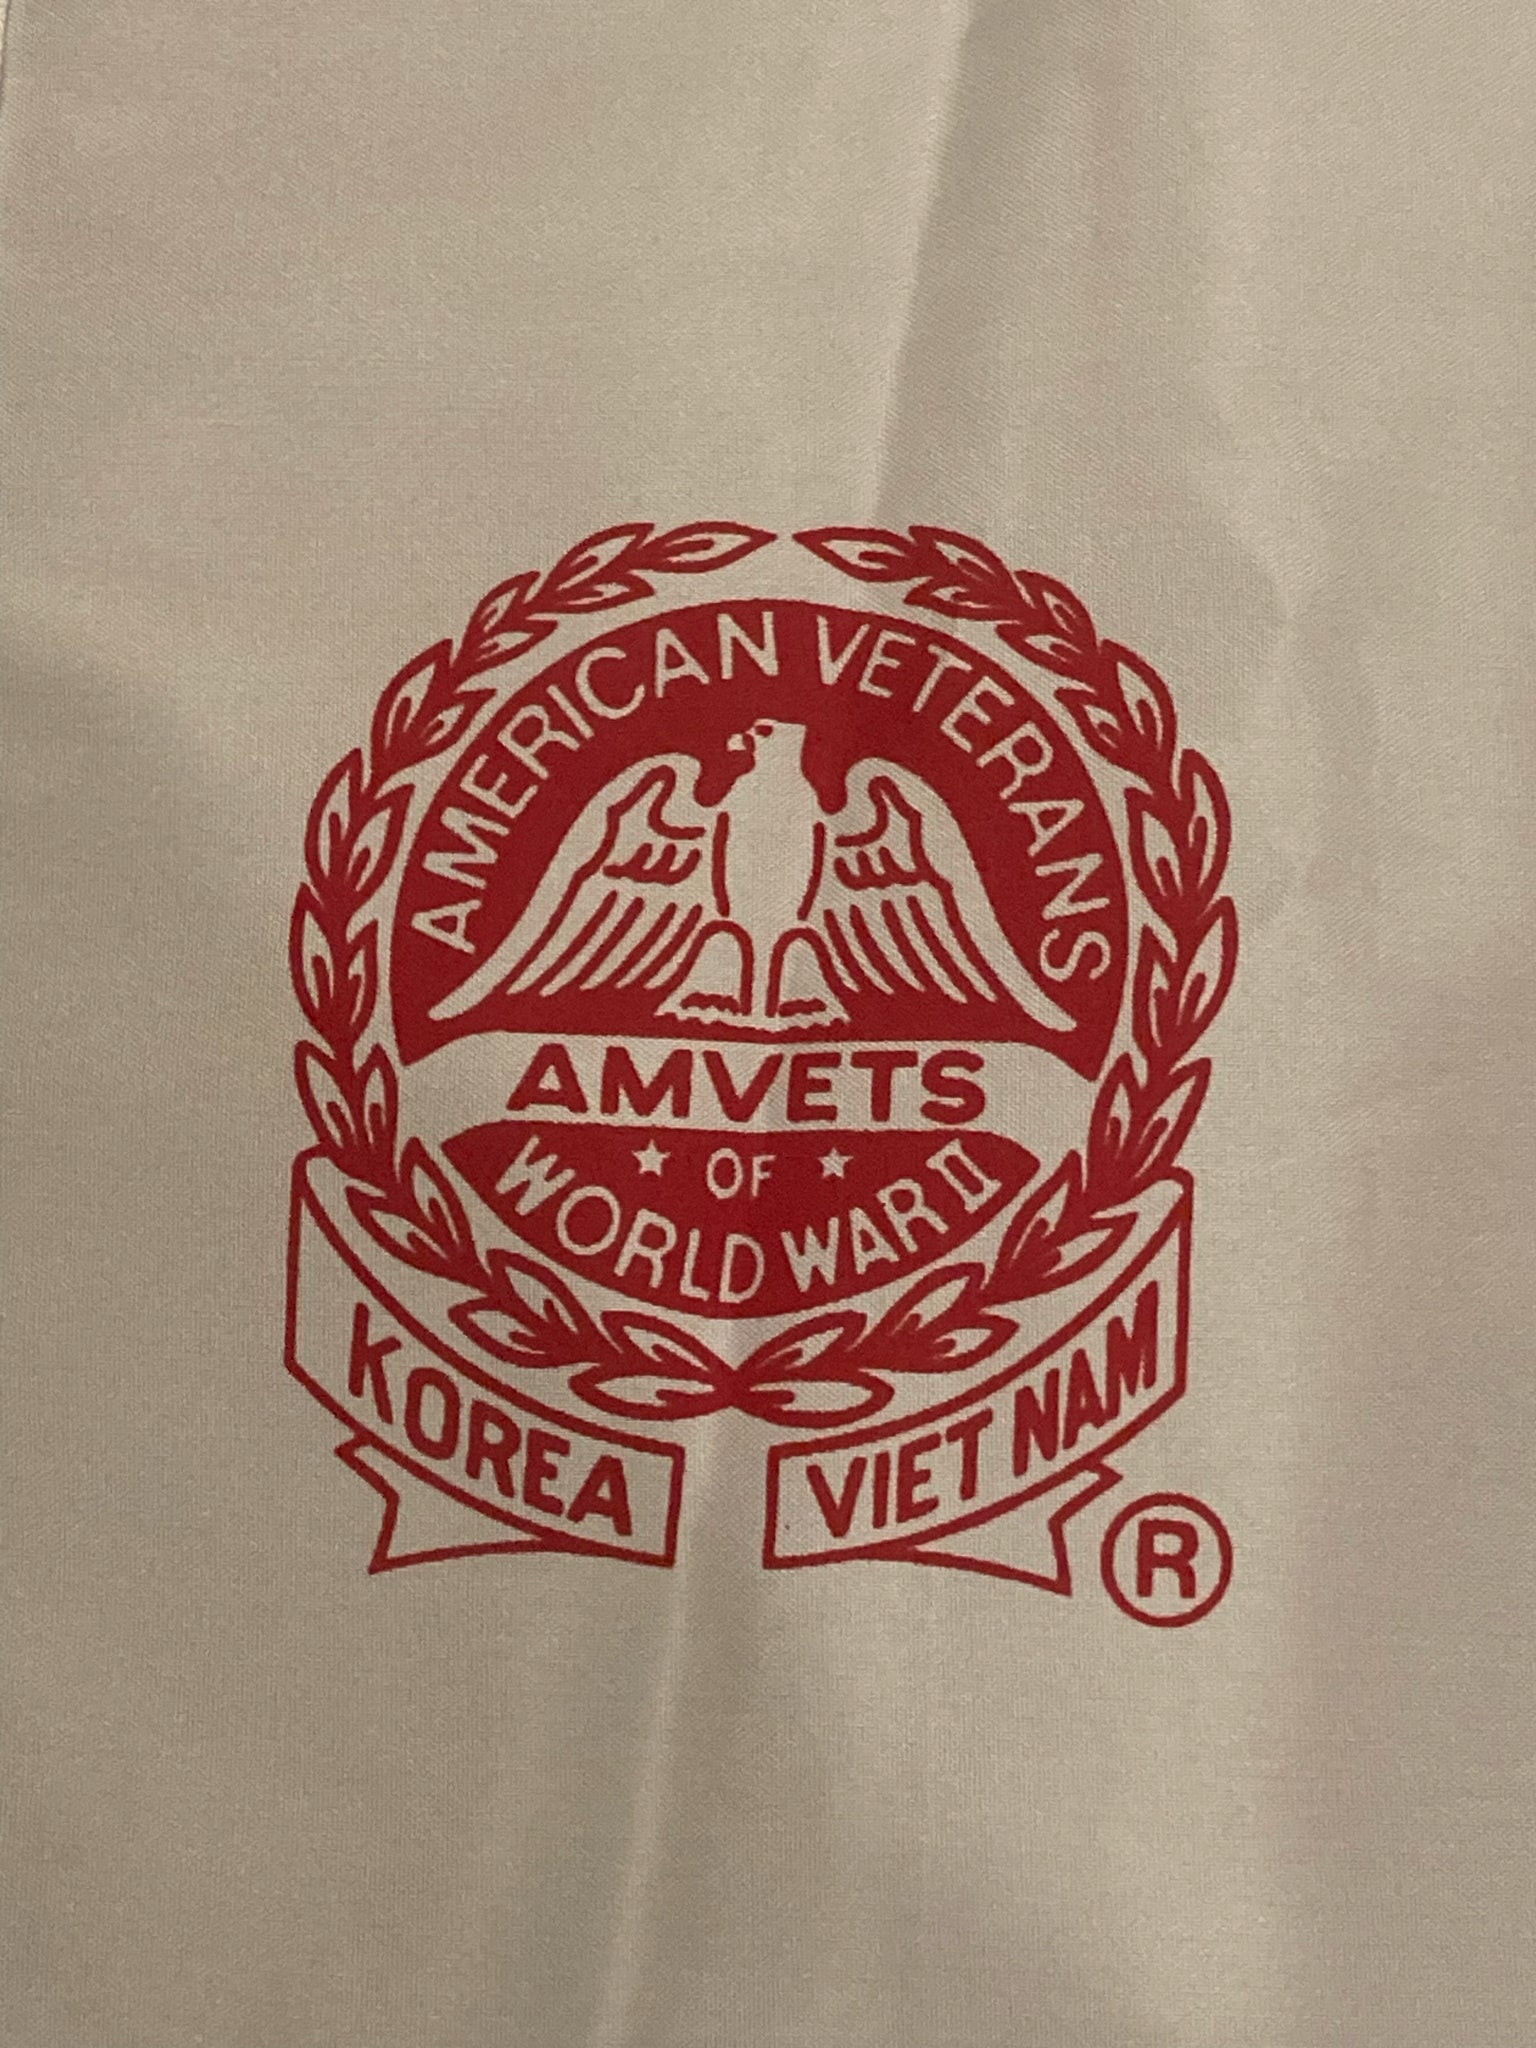 AMERICAN VETERANS
AMVETS
OF
WORLD WAR II
KOREA
VIET NAM
®